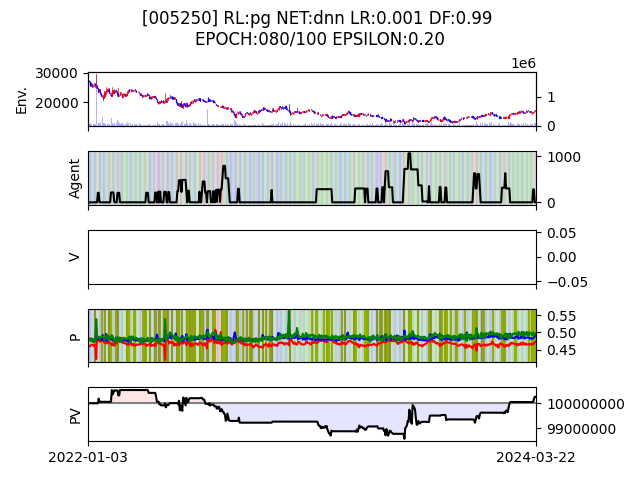 [005250] RL:pg NET:dnn LR:0.001 DF:0.99
EPOCH:080/100 EPSILON:0.20
1e6
Env.
30000
20000
1
0
Agent
1000
0
V
0.05
0.00
−0.05
P
0.55
0.50
0.45
PV
100000000
99000000
2022-01-03
2024-03-22